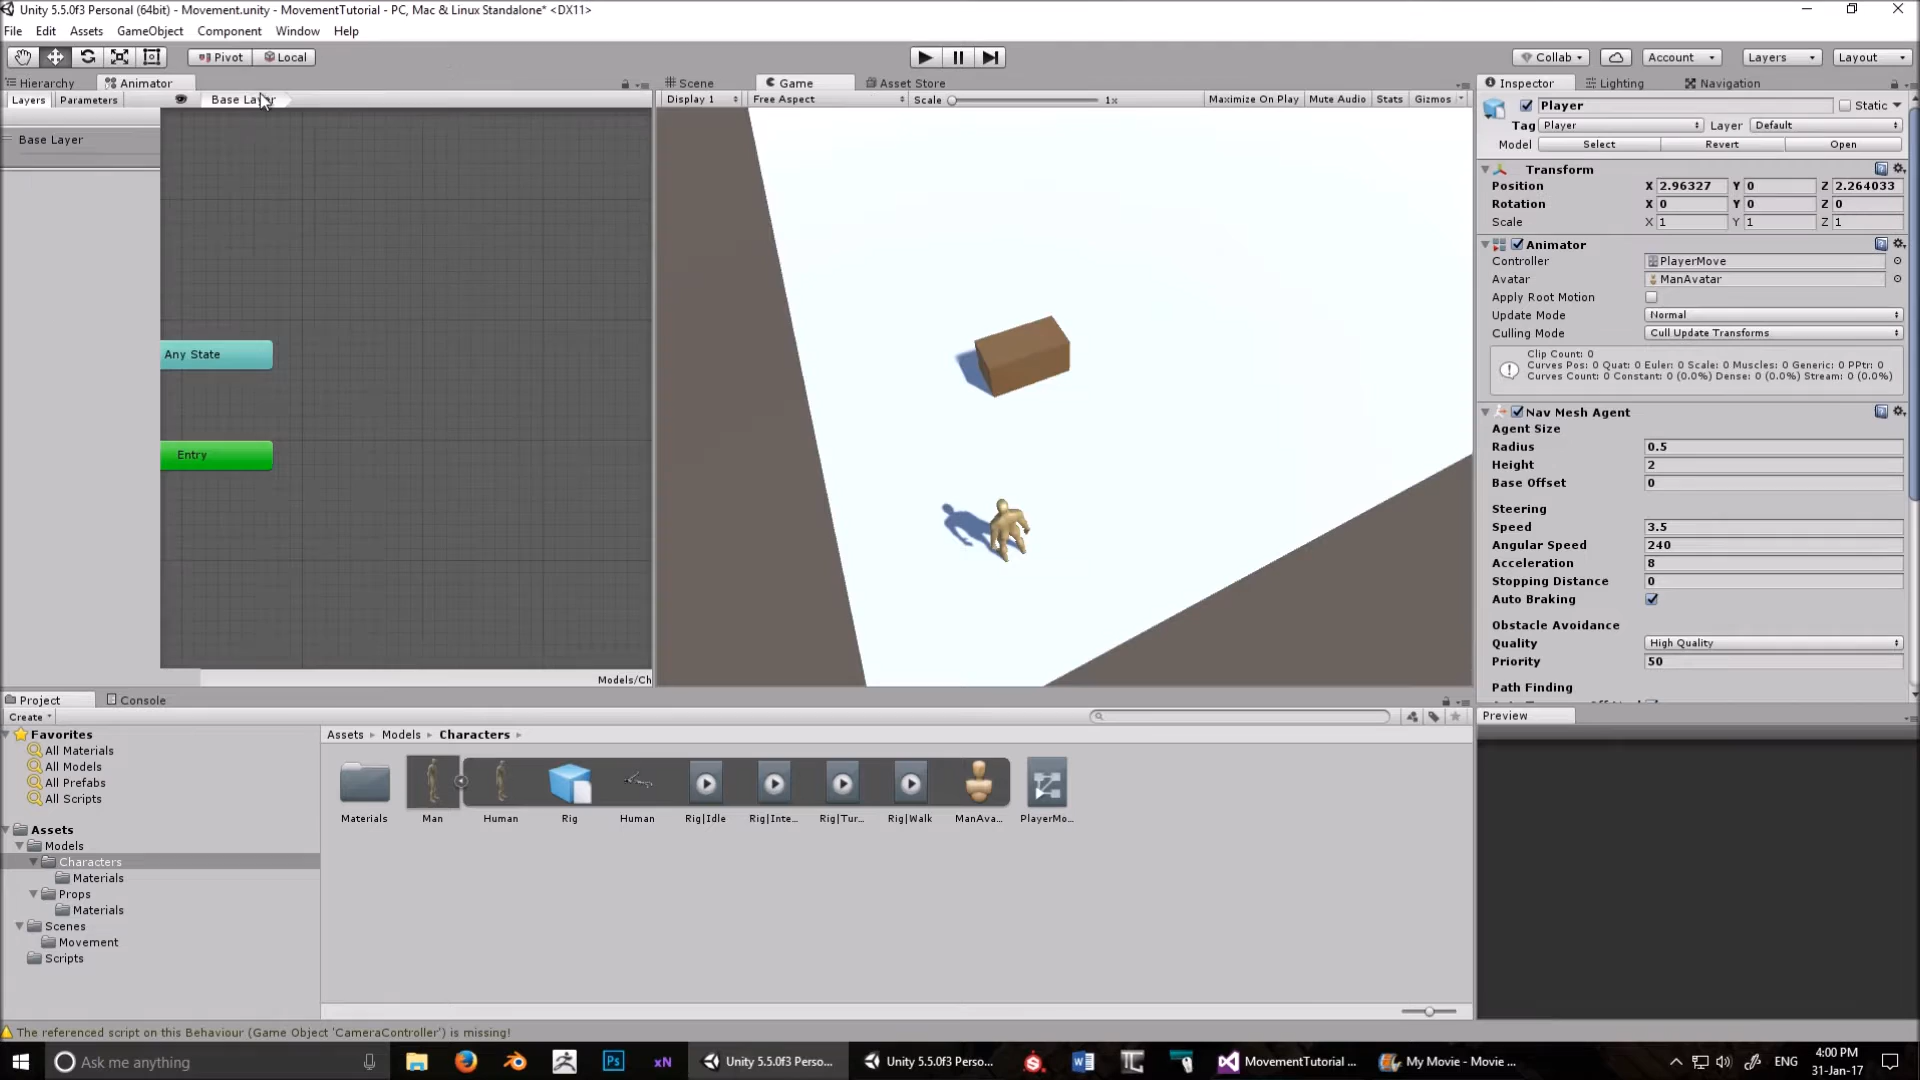 Unity 5.5.0f3 Personal (64bit) - Movement.unity - MovementTutorial - PC, Mac & Linux Standalone* <DX11>
File Edit Assets GameObject Component Window Help
Pivot Local Collab Account Layers Layout
Hierarchy Animator Scene Game Asset Store Inspector Lighting Navigation
Layers Parameters Base Layer Display 1 Free Aspect Scale 1x Maximize On Play Mute Audio Stats Gizmos
Base Layer
Any State
Entry
Models/Ch
Player Static
Tag Player Layer Default
Model Select Revert Open
Transform
Position X 2.96327 Y 0 Z 2.264033
Rotation X 0 Y 0 Z 0
Scale X 1 Y 1 Z 1
Animator
Controller PlayerMove
Avatar ManAvatar
Apply Root Motion
Update Mode Normal
Culling Mode Cull Update Transforms
Clip Count: 0
Curves Pos: 0 Quat: 0 Euler: 0 Scale: 0 Muscles: 0 Generic: 0 PPtr: 0
Curves Count: 0 Constant: 0 (0.0%) Dense: 0 (0.0%) Stream: 0 (0.0%)
Nav Mesh Agent
Agent Size
Radius 0.5
Height 2
Base Offset 0
Steering
Speed 3.5
Angular Speed 240
Acceleration 8
Stopping Distance 0
Auto Braking
Obstacle Avoidance
Quality High Quality
Priority 50
Path Finding
Preview
Project Console
Create
Favorites
All Materials
All Models
All Prefabs
All Scripts
Assets
Models
Characters
Materials
Props
Materials
Scenes
Movement
Scripts
Assets Models Characters
Materials Man Human Rig Human Rig|Idle Rig|Inte... Rig|Tur... Rig|Walk ManAva... PlayerMo...
The referenced script on this Behaviour (Game Object 'CameraController') is missing!
Ask me anything Ps xN Unity 5.5.0f3 Perso... Unity 5.5.0f3 Perso... MovementTutorial ... My Movie - Movie ... ENG 4:00 PM
31-Jan-17